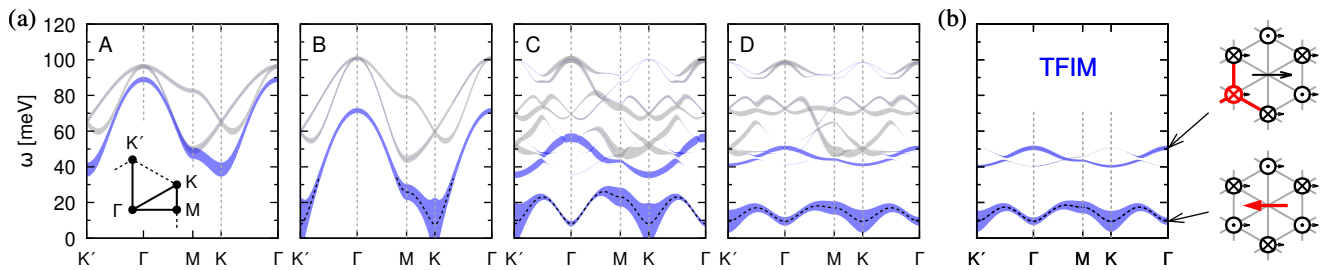 (a)
120
100
80
60
40
20
0
ω [meV]
A
K′
K
Γ
M
K′ Γ M K Γ
B
K′ Γ M K Γ
C
K′ Γ M K Γ
D
K′ Γ M K Γ
(b)
TFIM
K′ Γ M K Γ